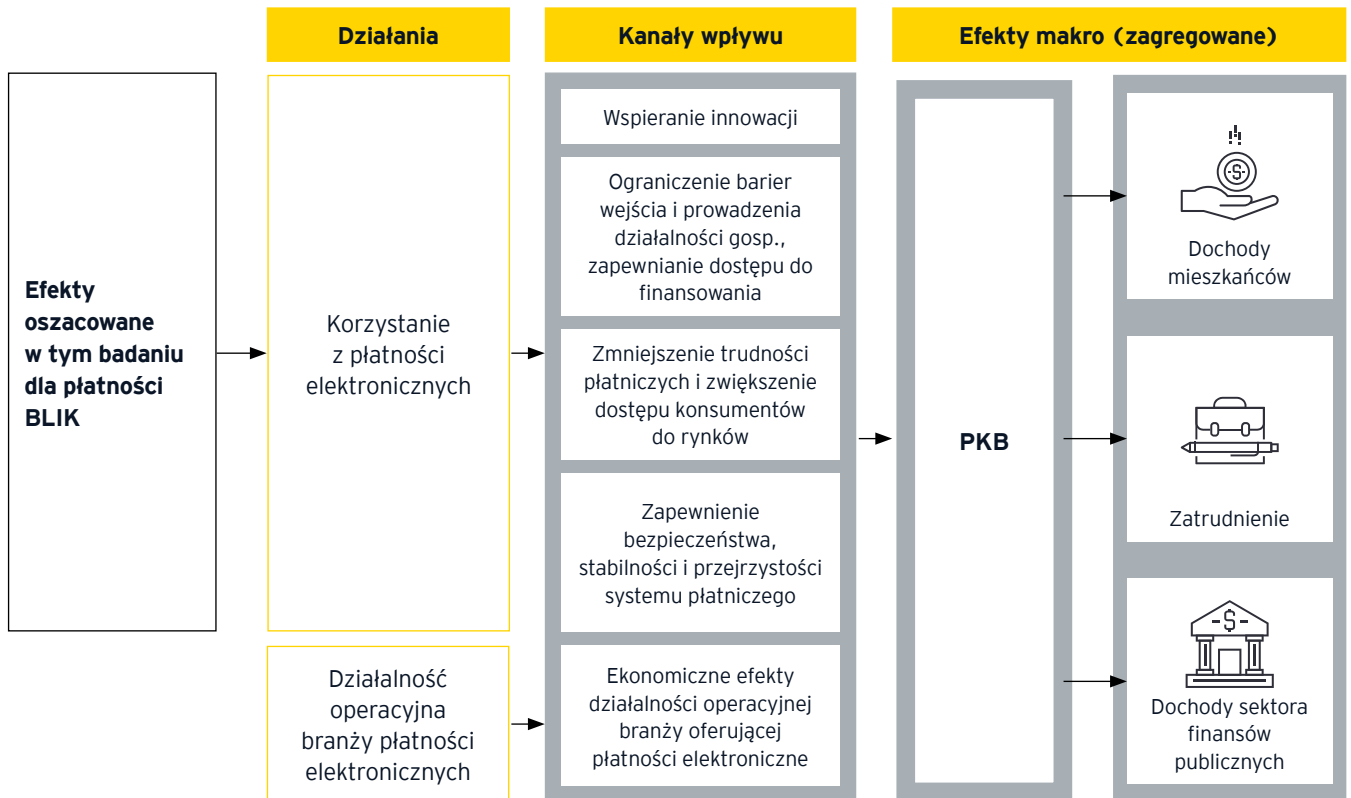 Działania
Kanały wpływu
Efekty makro (zagregowane)
Efekty
oszacowane
w tym badaniu
dla płatności
BLIK
Korzystanie
z płatności
elektronicznych
Działalność
operacyjna
branży płatności
elektronicznych
Wspieranie innowacji
Ograniczenie barier
wejścia i prowadzenia
działalności gosp.,
zapewnianie dostępu do
finansowania
Zmniejszenie trudności
płatniczych i zwiększenie
dostępu konsumentów
do rynków
Zapewnienie
bezpieczeństwa,
stabilności i przejrzystości
systemu płatniczego
Ekonomiczne efekty
działalności operacyjnej
branży oferującej
płatności elektroniczne
PKB
Dochody
mieszkańców
Zatrudnienie
Dochody sektora
finansów
publicznych